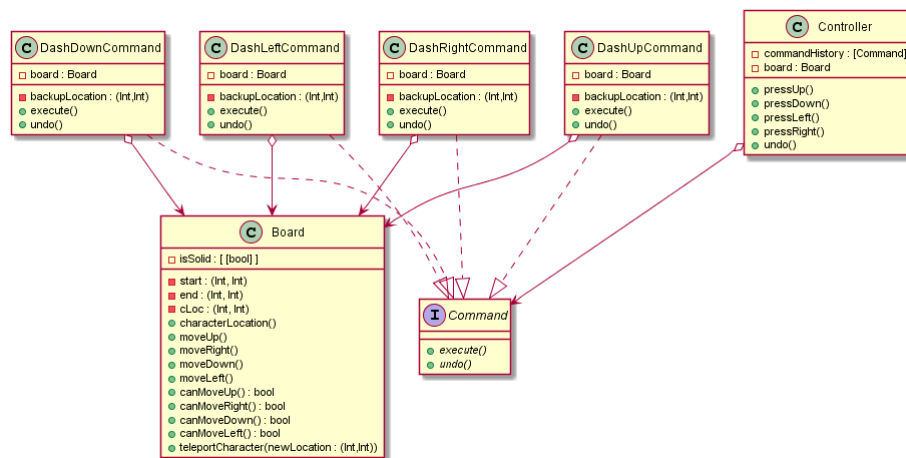 C DashDownCommand
board : Board
backupLocation : (Int,Int)
execute()
undo()
C DashLeftCommand
board : Board
backupLocation : (Int,Int)
execute()
undo()
C DashRightCommand
board : Board
backupLocation : (Int,Int)
execute()
undo()
C DashUpCommand
board : Board
backupLocation : (Int,Int)
execute()
undo()
C Controller
commandHistory : [Command]
board : Board
pressUp()
pressDown()
pressLeft()
pressRight()
undo()
C Board
isSolid : [ [bool] ]
start : (Int, Int)
end : (Int, Int)
cLoc : (Int, Int)
characterLocation()
moveUp()
moveRight()
moveDown()
moveLeft()
canMoveUp() : bool
canMoveRight() : bool
canMoveDown() : bool
canMoveLeft() : bool
teleportCharacter(newLocation : (Int,Int))
I Command
execute()
undo()